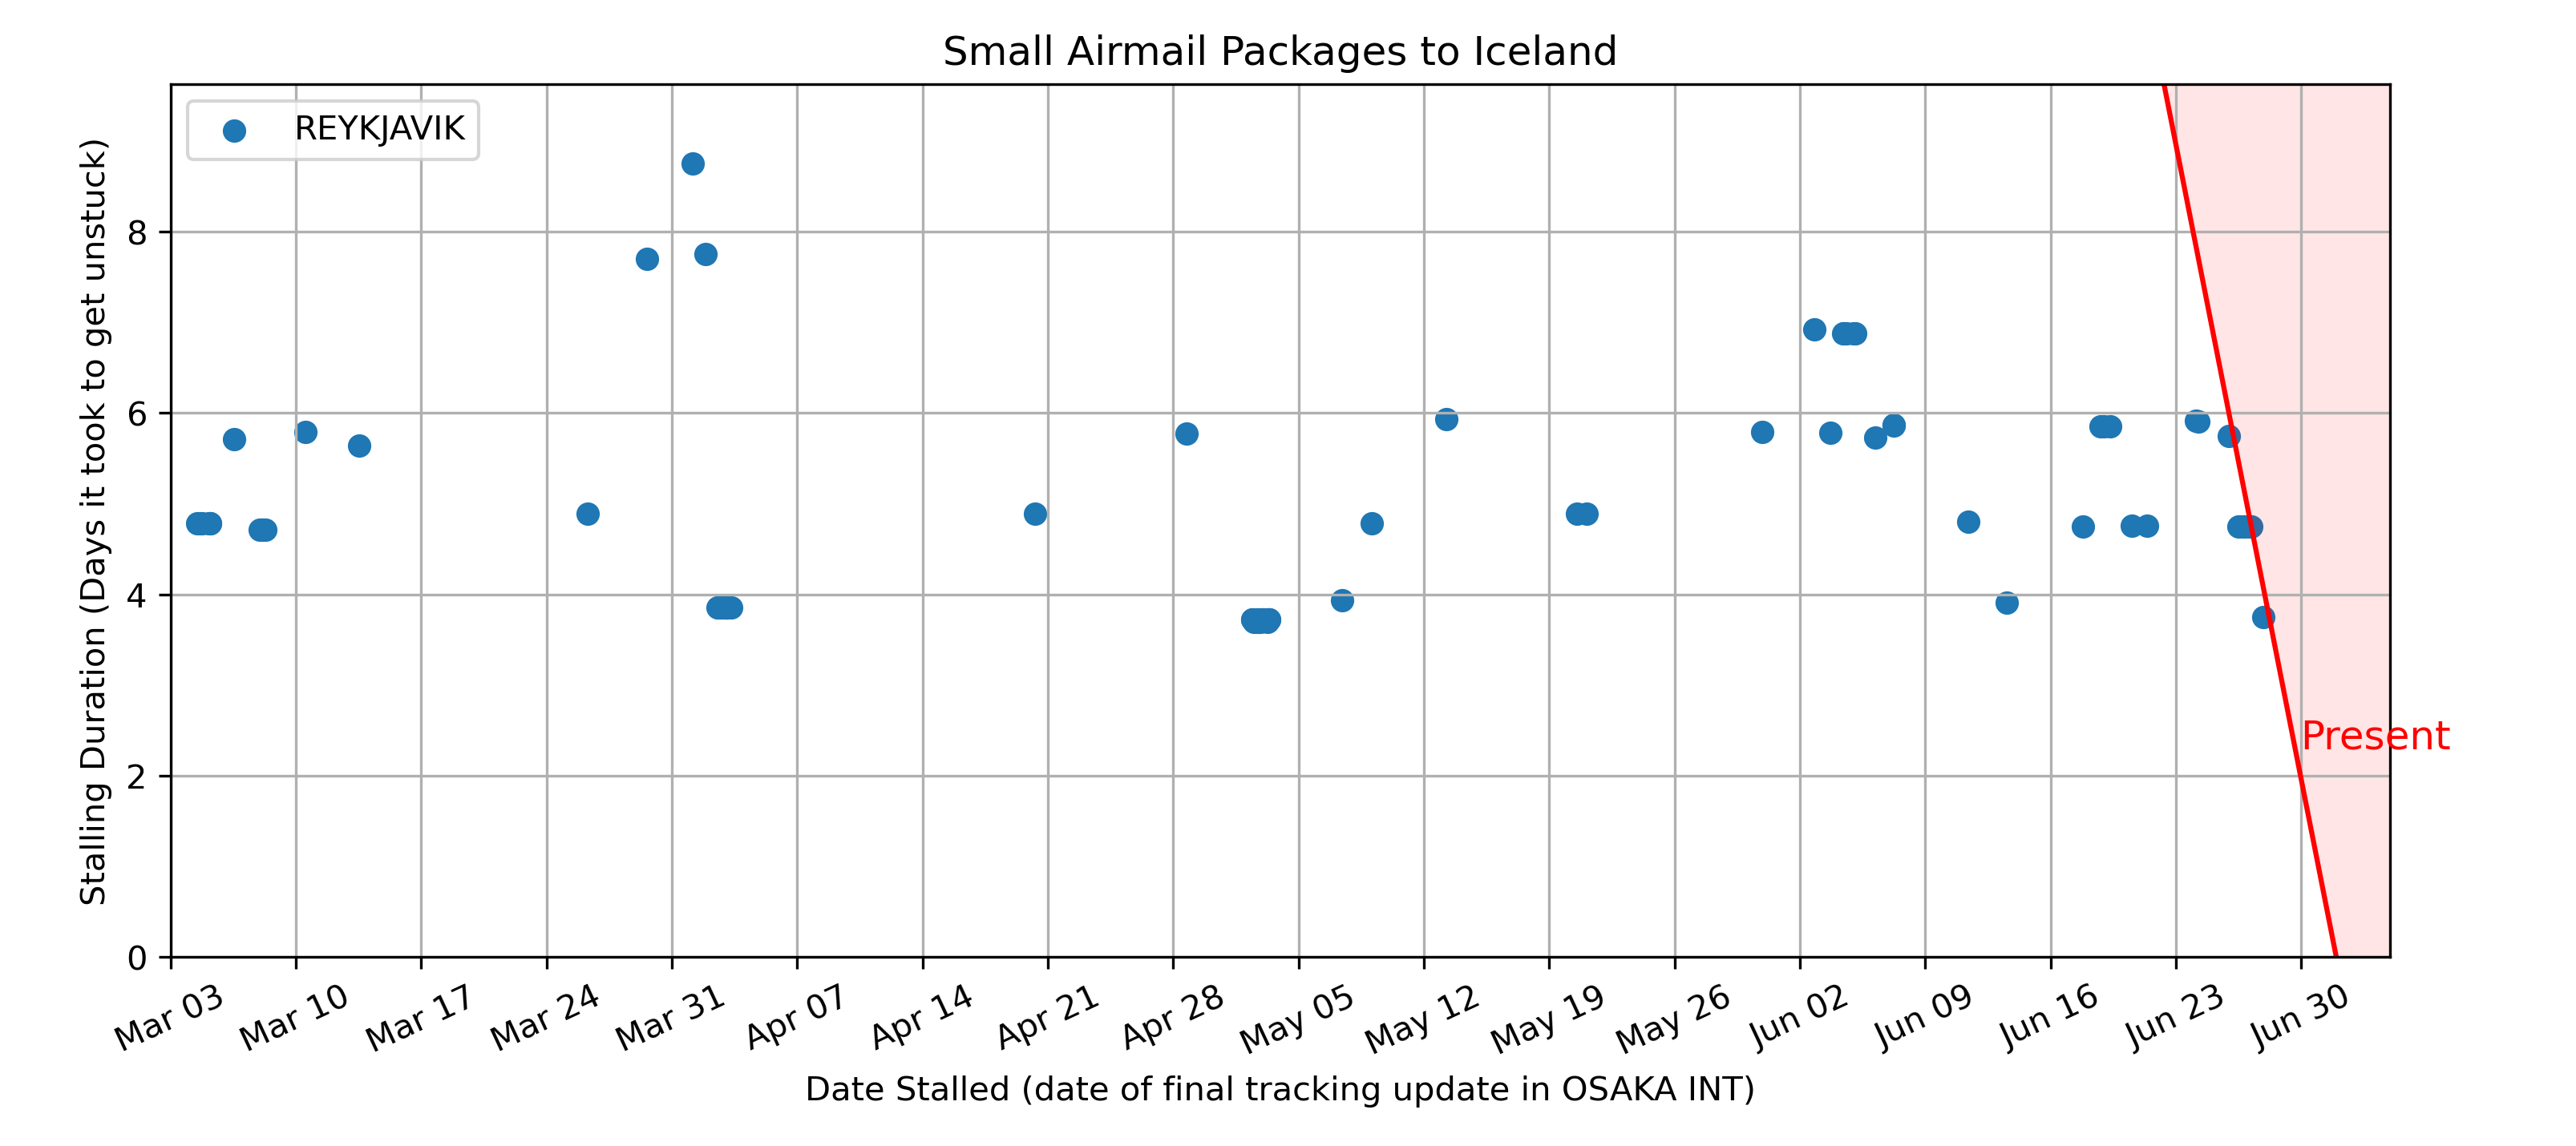 Small Airmail Packages to Iceland
REYKJAVIK
Stalling Duration (Days it took to get unstuck)
8
6
4
2
0
Present
Mar 03 Mar 10 Mar 17 Mar 24 Mar 31 Apr 07 Apr 14 Apr 21 Apr 28 May 05 May 12 May 19 May 26 Jun 02 Jun 09 Jun 16 Jun 23 Jun 30
Date Stalled (date of final tracking update in OSAKA INT)